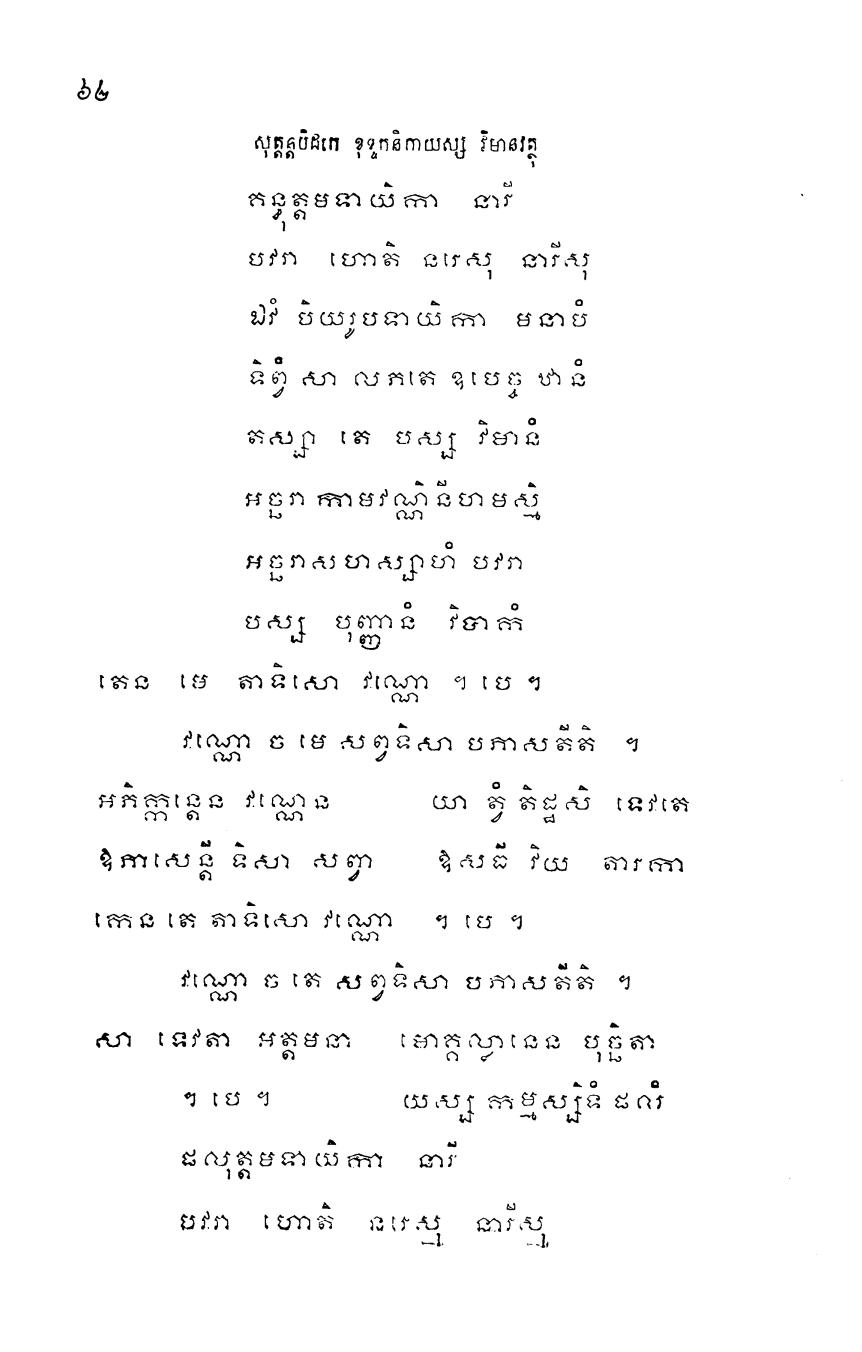 ៦៤
សុត្តន្តបិដកេ ខុទ្ទកនិកាយស្ស វិមានវត្ថុ
គន្ធុត្តមទាយិកា នារី
បវរា ហោតិ នរេសុ នារីសុ
ឯវំ បិយរូបទាយិកា មនាបំ
ទិព្វំ សា លភតេ ឧបេច្ច ឋានំ
តស្សា តេ បស្ស វិមានំ
អច្ឆរា កាមវណ្ណិនីហមស្មិ
អច្ឆរាសហស្សាហំ បវរា
បស្ស បុញ្ញានំ វិបាកំ
តេន មេ តាទិសោ វណ្ណោ ។ បេ ។
វណ្ណោ ច មេ សព្វទិសា បភាសតីតិ ។
អភិក្កន្តេន វណ្ណេន យា ត្វំ តិដ្ឋសិ ទេវតេ
ឱភាសេន្តី ទិសា សព្វា ឱសធី វិយ តារកា
កេន តេ តាទិសោ វណ្ណោ ។ បេ ។
វណ្ណោ ច តេ សព្វទិសា បភាសតីតិ ។
សា ទេវតា អត្តមនា មោគ្គល្លានេន បុច្ឆិតា
។ បេ ។ យស្ស កម្មស្សិទំ ផលំ
ផលុត្តមទាយិកា នារី
បវរា ហោតិ នរេសុ នារីសុ